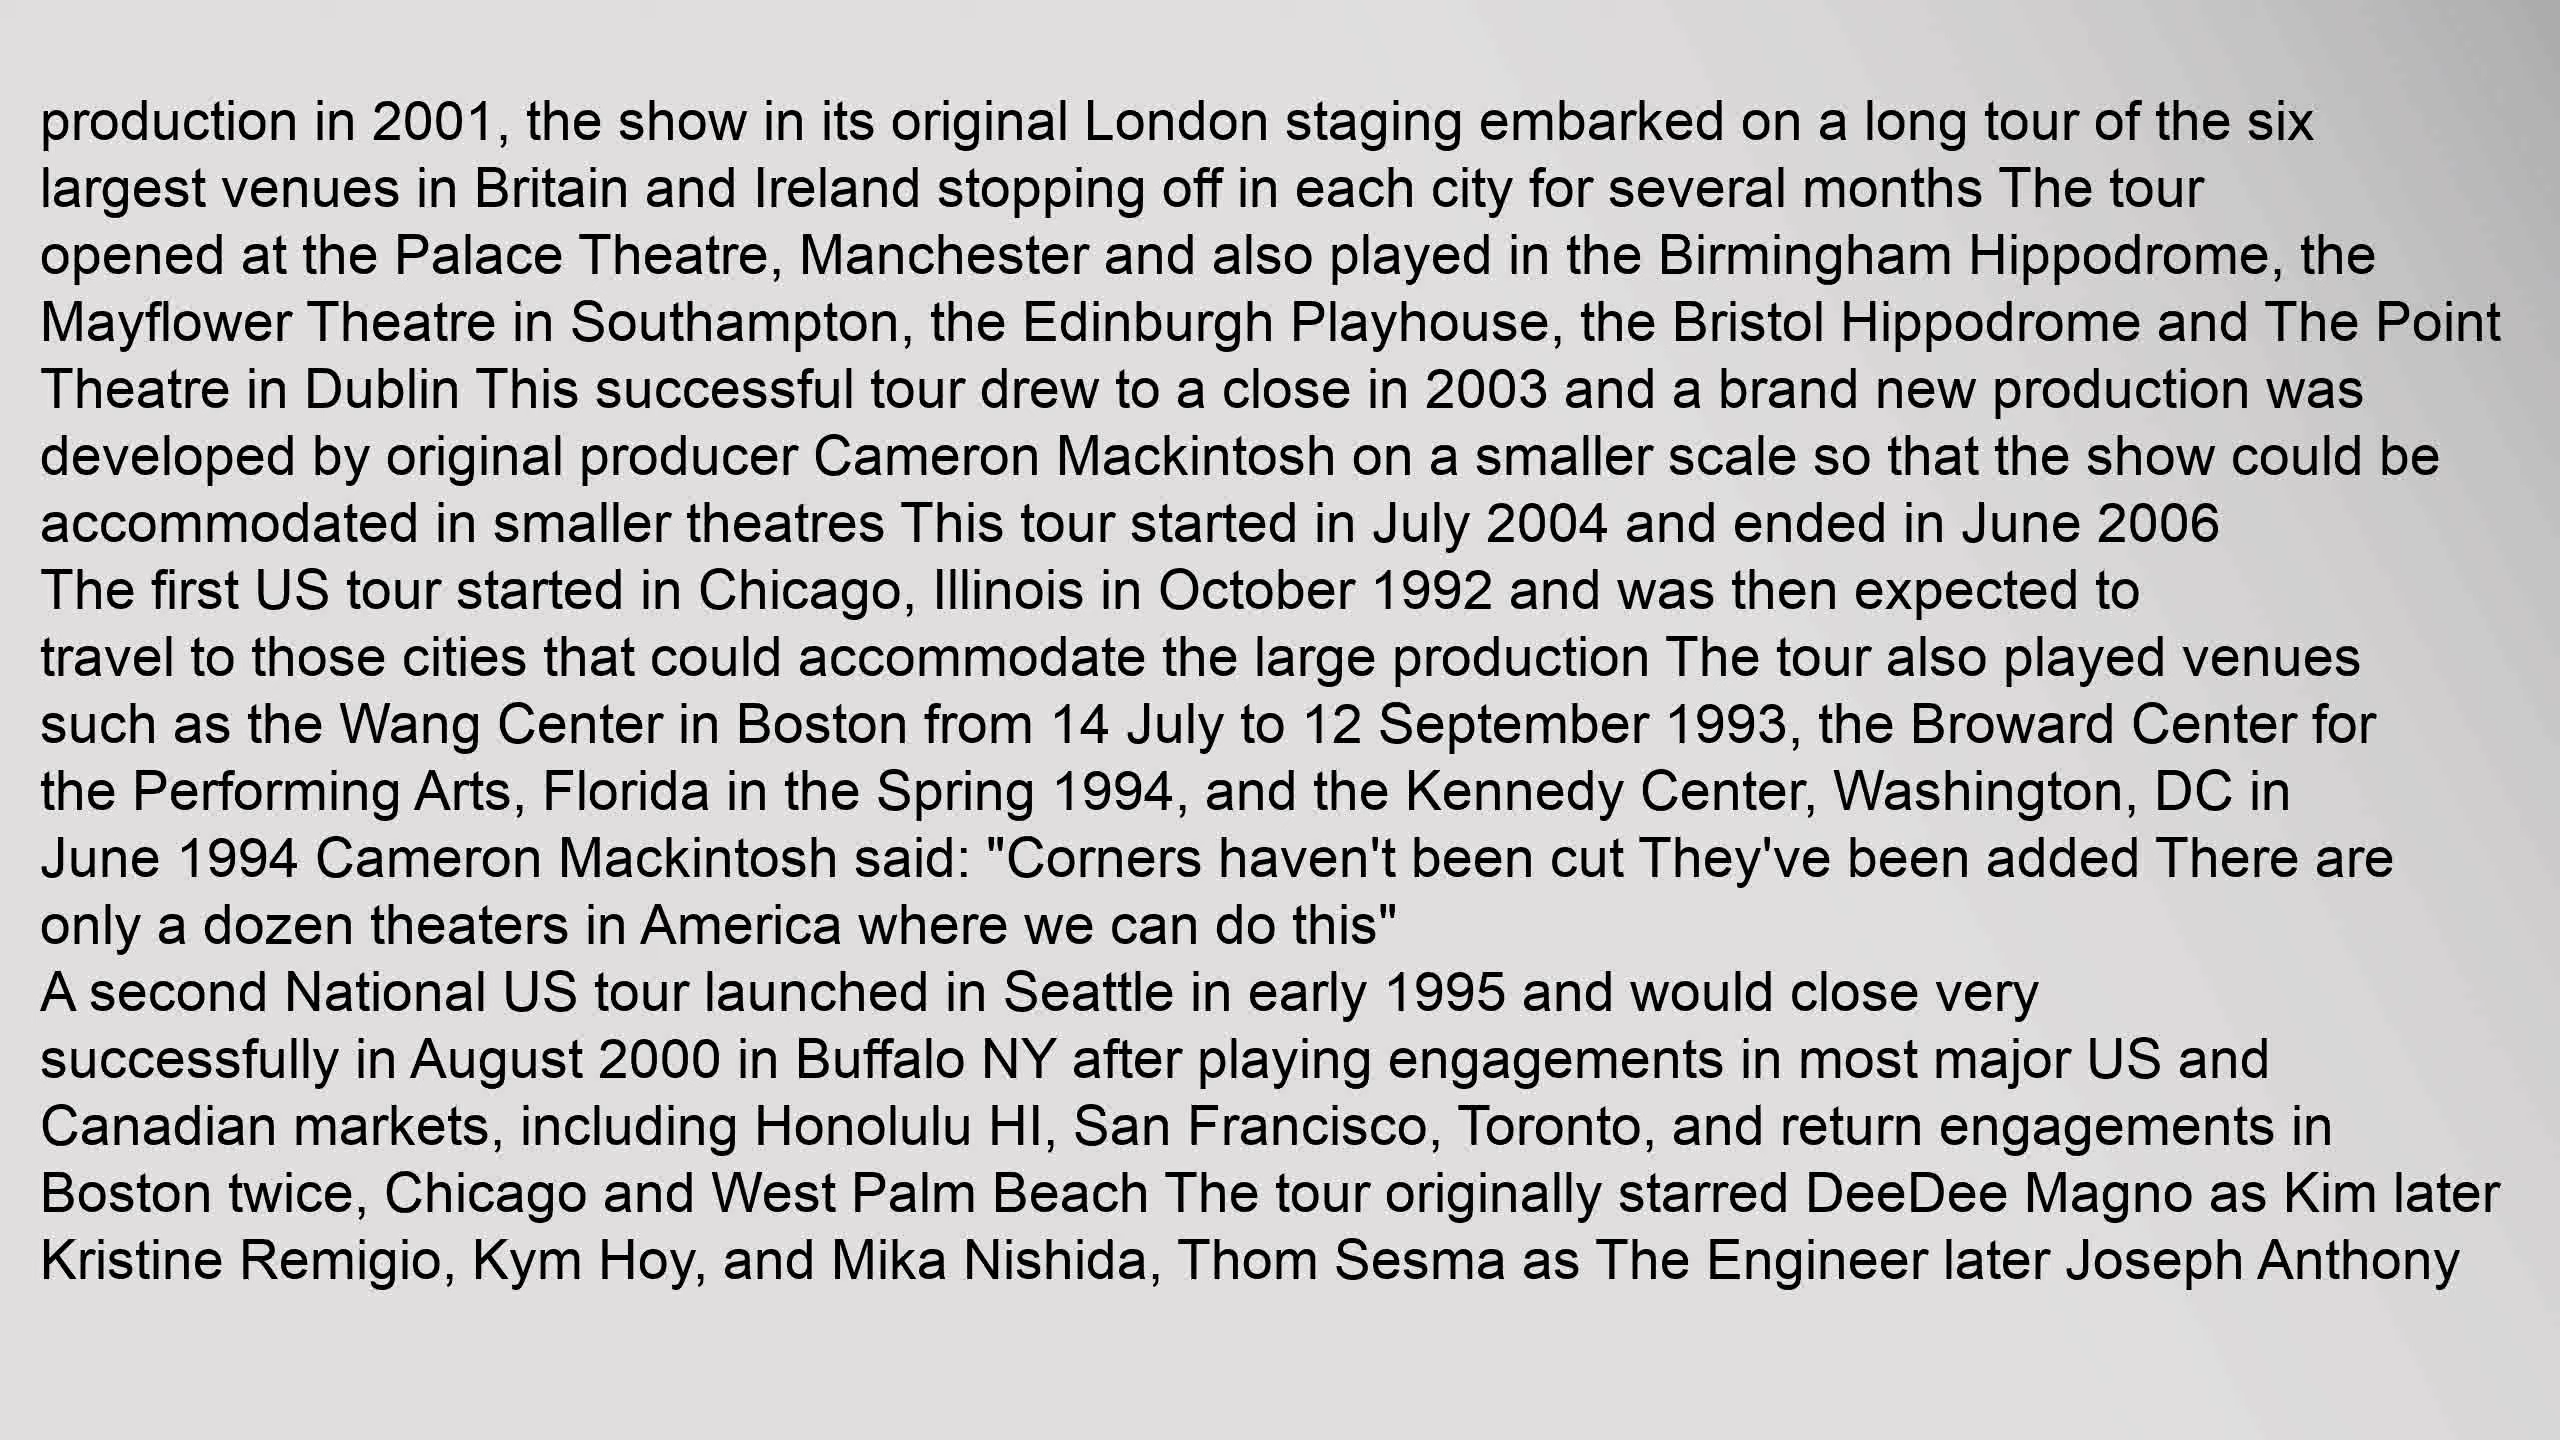 production in 2001, the show in its original London staging embarked on a long tour of the six
largest venues in Britain and Ireland stopping off in each city for several months The tour
opened at the Palace Theatre, Manchester and also played in the Birmingham Hippodrome, the
Mayflower Theatre in Southampton, the Edinburgh Playhouse, the Bristol Hippodrome and The Point
Theatre in Dublin This successful tour drew to a close in 2003 and a brand new production was
developed by original producer Cameron Mackintosh on a smaller scale so that the show could be
accommodated in smaller theatres This tour started in July 2004 and ended in June 2006
The first US tour started in Chicago, Illinois in October 1992 and was then expected to
travel to those cities that could accommodate the large production The tour also played venues
such as the Wang Center in Boston from 14 July to 12 September 1993, the Broward Center for
the Performing Arts, Florida in the Spring 1994, and the Kennedy Center, Washington, DC in
June 1994 Cameron Mackintosh said: "Corners haven't been cut They've been added There are
only a dozen theaters in America where we can do this"
A second National US tour launched in Seattle in early 1995 and would close very
successfully in August 2000 in Buffalo NY after playing engagements in most major US and
Canadian markets, including Honolulu HI, San Francisco, Toronto, and return engagements in
Boston twice, Chicago and West Palm Beach The tour originally starred DeeDee Magno as Kim later
Kristine Remigio, Kym Hoy, and Mika Nishida, Thom Sesma as The Engineer later Joseph Anthony